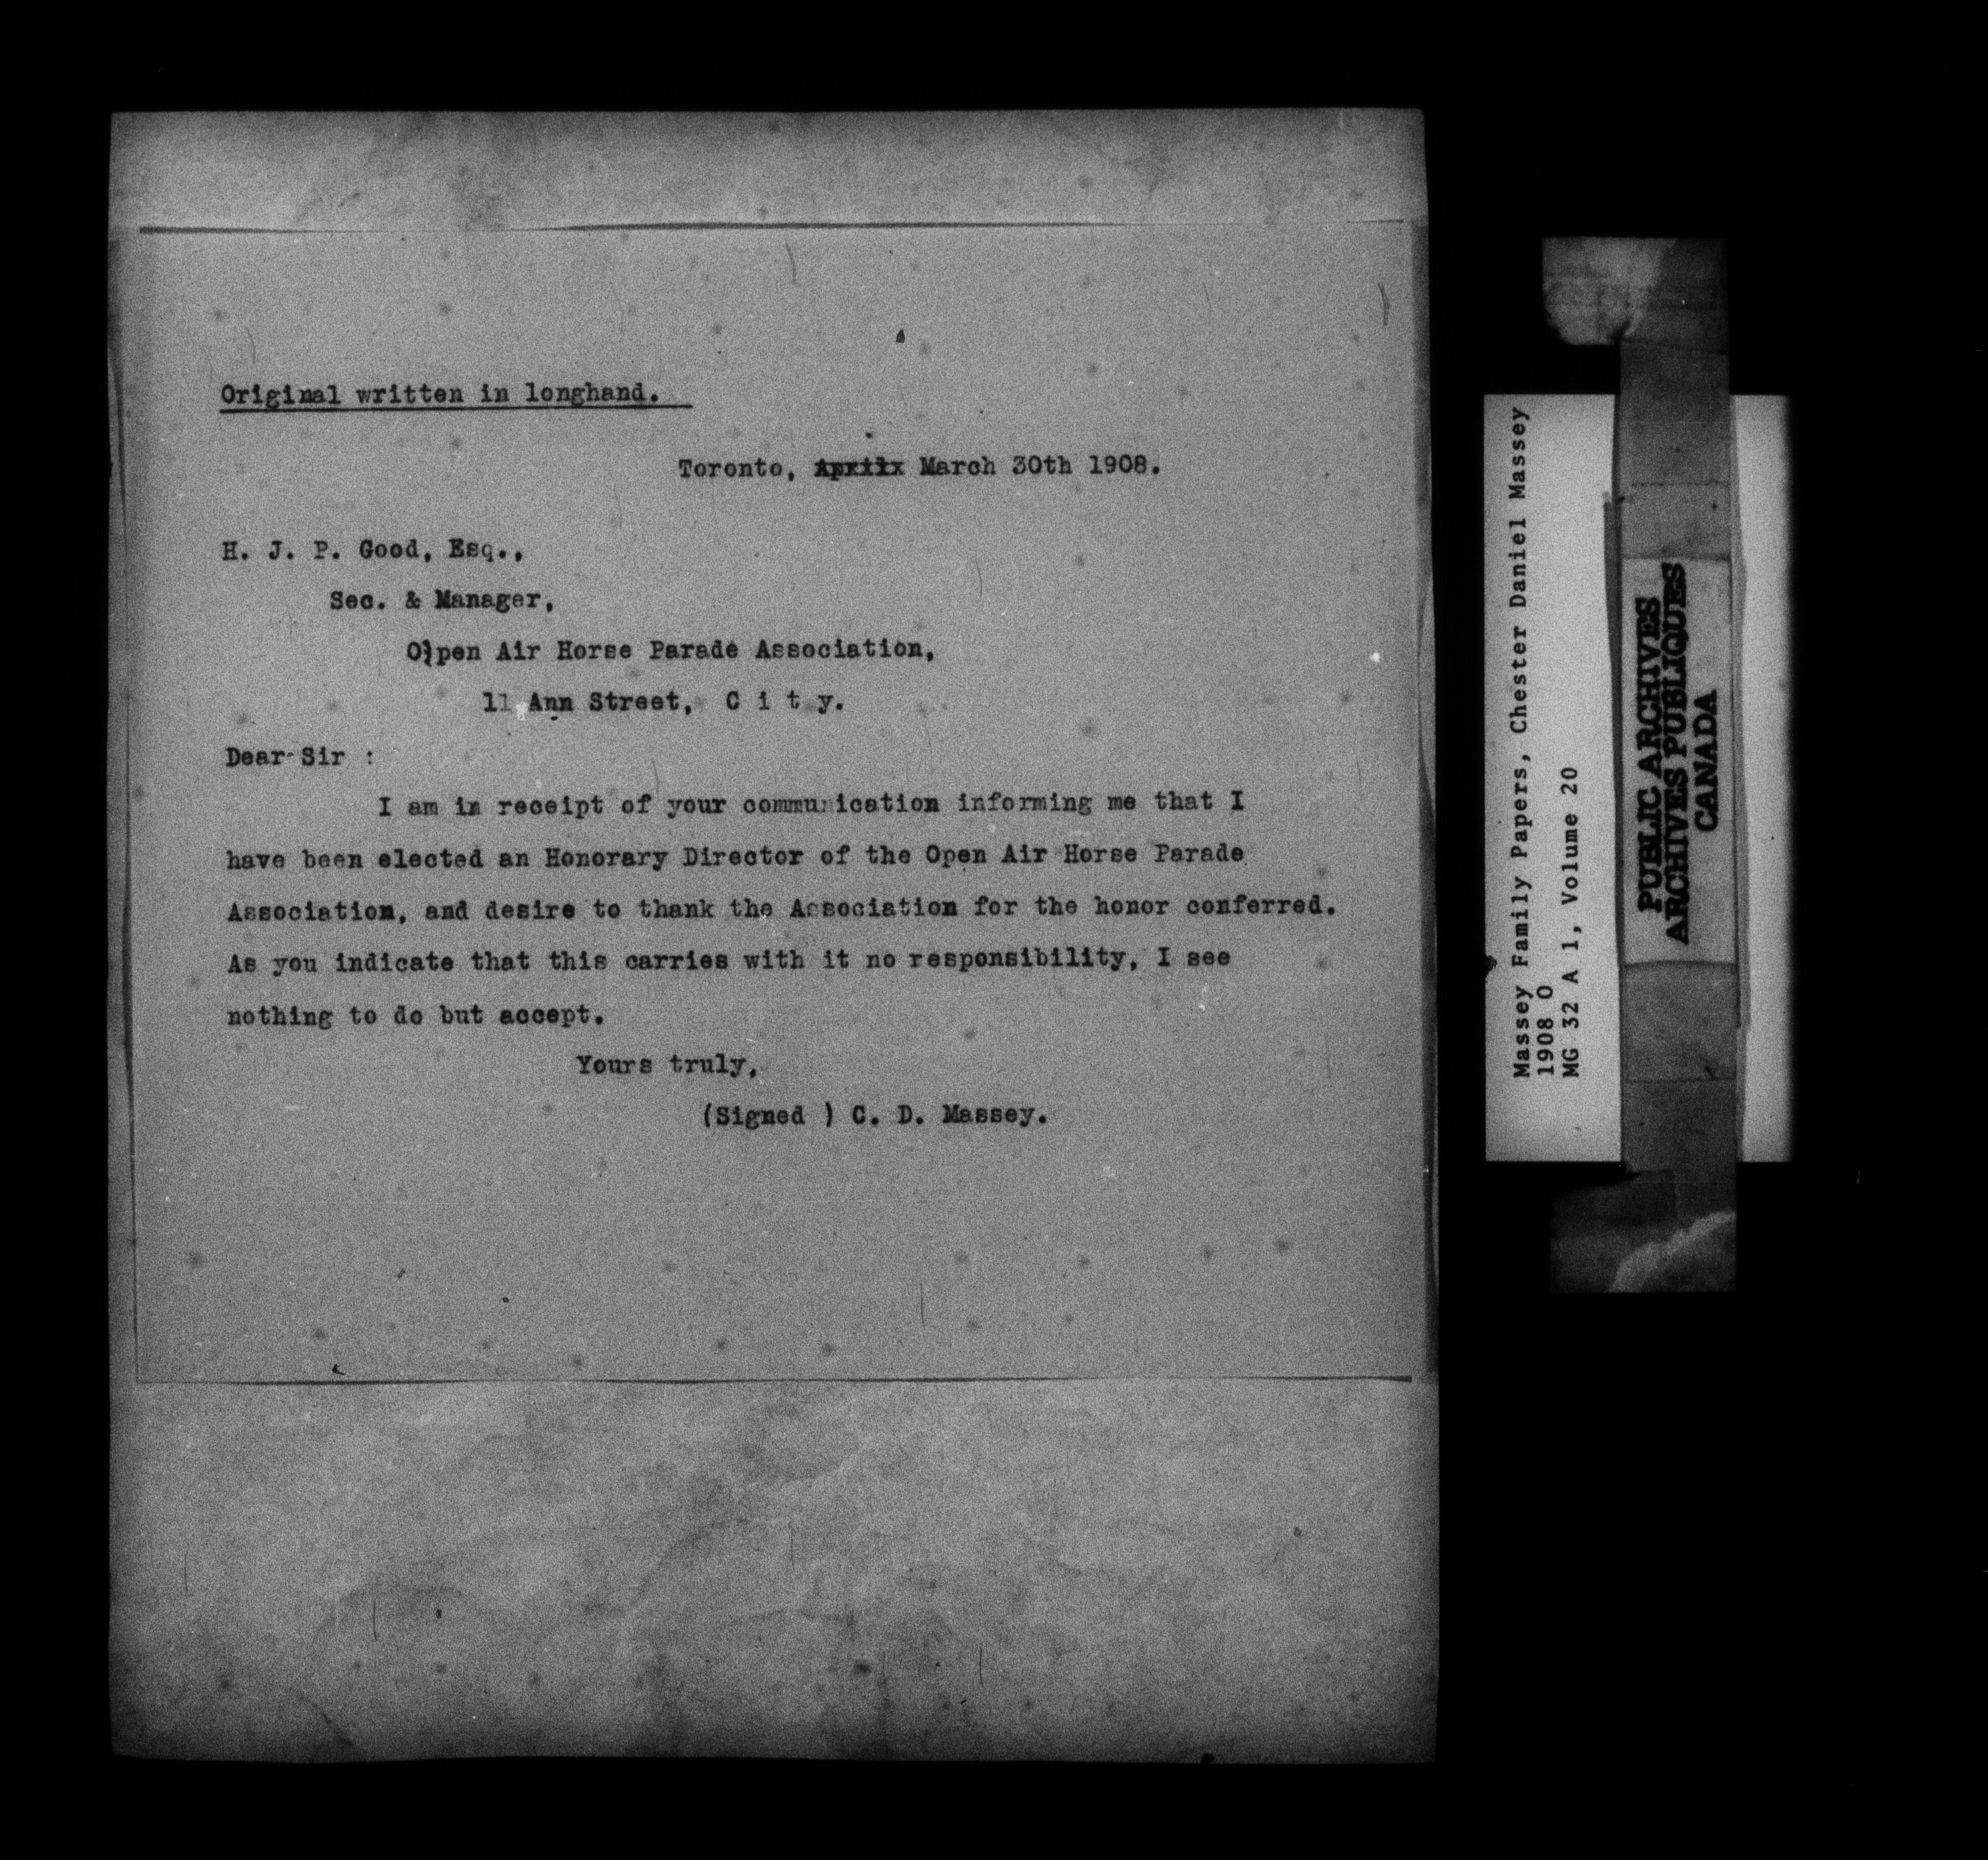 Original written in longhand.
Toronto, Aprilx March 30th 1908.
H. J. P. Good, Esq.,
Sec. & Manager,
O}pen Air Horse Parade Association,
11 Ann Street, C i t y.
Dear Sir :
I am in receipt of your communication informing me that I
have been elected an Honorary Director of the Open Air Horse Parade
Association, and desire to thank the Association for the honor conferred.
As you indicate that this carries with it no responsibility, I see
nothing to do but accept.
Yours truly,
(Signed ) C. D. Massey.
Massey Family Papers, Chester Daniel Massey
1908 O
MG 32 A 1, Volume 20
PUBLIC ARCHIVES
ARCHIVES PUBLIQUES
CANADA